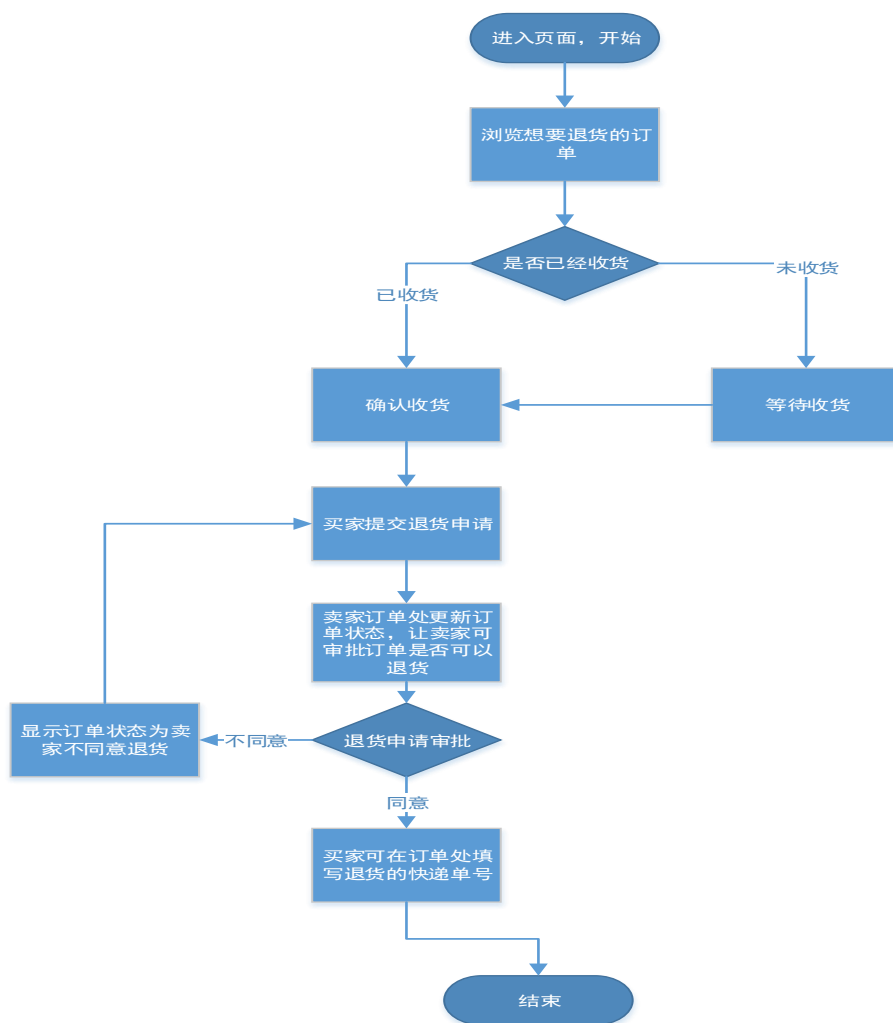 进入页面，开始
浏览想要退货的订
单
是否已经收货
已收货
未收货
确认收货
等待收货
买家提交退货申请
卖家订单处更新订
单状态，让卖家可
审批订单是否可以
退货
显示订单状态为卖
家不同意退货
不同意
退货申请审批
同意
买家可在订单处填
写退货的快递单号
结束